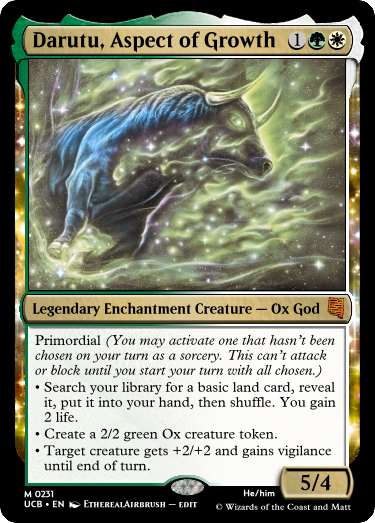 Darutu, Aspect of Growth 1
Legendary Enchantment Creature — Ox God
Primordial (You may activate one that hasn't been
chosen on your turn as a sorcery. This can't attack
or block until you start your turn with all chosen.)
• Search your library for a basic land card, reveal
it, put it into your hand, then shuffle. You gain
2 life.
• Create a 2/2 green Ox creature token.
• Target creature gets +2/+2 and gains vigilance
until end of turn.
5/4
M 0231 He/him
UCB • EN EtherealAirbrush — edit © Wizards of the Coast and Matt